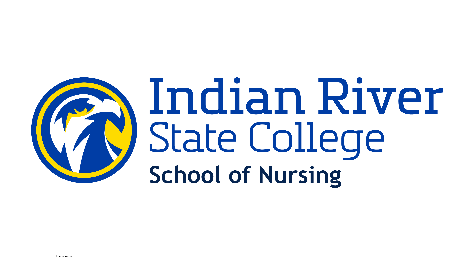 Indian River
State College
School of Nursing